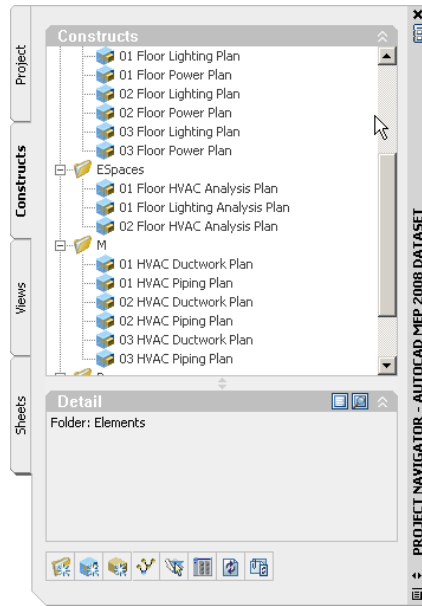 Project
Constructs
Views
Sheets
Constructs
01 Floor Lighting Plan
01 Floor Power Plan
02 Floor Lighting Plan
02 Floor Power Plan
03 Floor Lighting Plan
03 Floor Power Plan
ESpaces
01 Floor HVAC Analysis Plan
01 Floor Lighting Analysis Plan
02 Floor HVAC Analysis Plan
M
01 HVAC Ductwork Plan
01 HVAC Piping Plan
02 HVAC Ductwork Plan
02 HVAC Piping Plan
03 HVAC Ductwork Plan
03 HVAC Piping Plan
Detail
Folder: Elements
PROJECT NAVIGATOR - AUTOCAD MEP 2008 DATASET